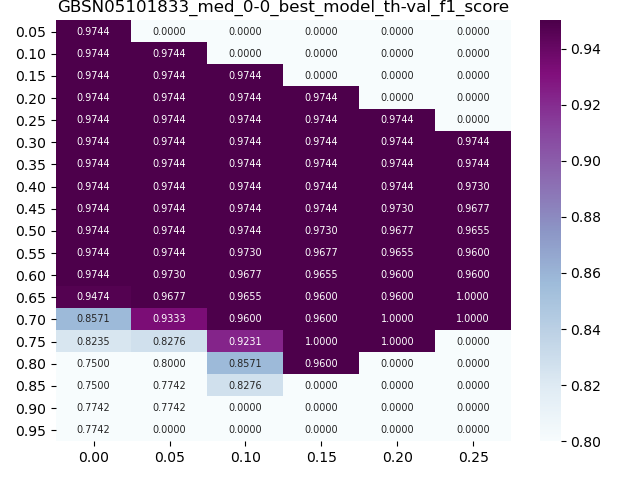 GBSN05101833_med_0-0_best_model_th-val_f1_score
0.05 0.9744 0.0000 0.0000 0.0000 0.0000 0.0000
0.10 0.9744 0.9744 0.0000 0.0000 0.0000 0.0000
0.15 0.9744 0.9744 0.9744 0.0000 0.0000 0.0000
0.20 0.9744 0.9744 0.9744 0.9744 0.0000 0.0000
0.25 0.9744 0.9744 0.9744 0.9744 0.9744 0.0000
0.30 0.9744 0.9744 0.9744 0.9744 0.9744 0.9744
0.35 0.9744 0.9744 0.9744 0.9744 0.9744 0.9744
0.40 0.9744 0.9744 0.9744 0.9744 0.9744 0.9730
0.45 0.9744 0.9744 0.9744 0.9744 0.9730 0.9677
0.50 0.9744 0.9744 0.9744 0.9730 0.9677 0.9655
0.55 0.9744 0.9744 0.9730 0.9677 0.9655 0.9600
0.60 0.9744 0.9730 0.9677 0.9655 0.9600 0.9600
0.65 0.9474 0.9677 0.9655 0.9600 0.9600 1.0000
0.70 0.8571 0.9333 0.9600 0.9600 1.0000 1.0000
0.75 0.8235 0.8276 0.9231 1.0000 1.0000 0.0000
0.80 0.7500 0.8000 0.8571 0.9600 0.0000 0.0000
0.85 0.7500 0.7742 0.8276 0.0000 0.0000 0.0000
0.90 0.7742 0.7742 0.0000 0.0000 0.0000 0.0000
0.95 0.7742 0.0000 0.0000 0.0000 0.0000 0.0000
0.00 0.05 0.10 0.15 0.20 0.25
0.94
0.92
0.90
0.88
0.86
0.84
0.82
0.80